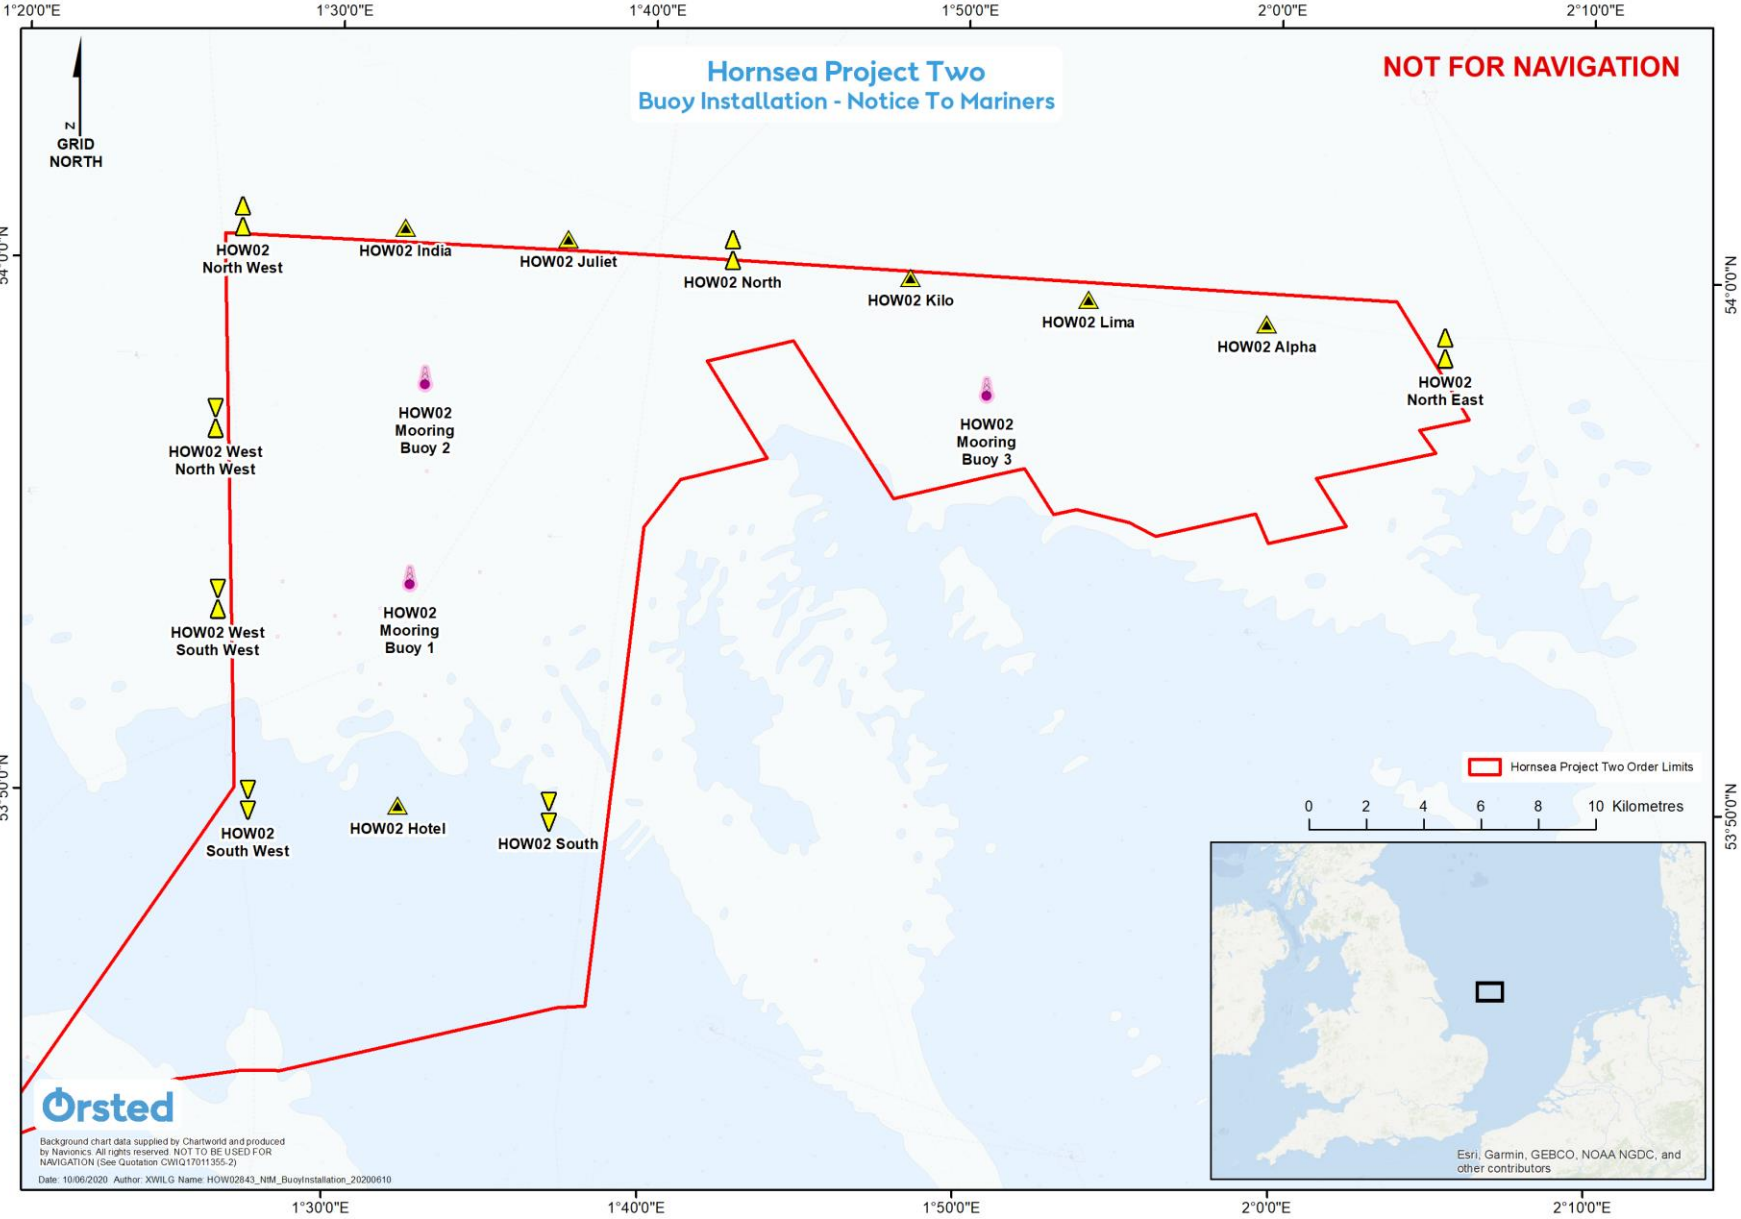 1°20'0"E
1°30'0"E
1°40'0"E
1°50'0"E
2°0'0"E
2°10'0"E
Hornsea Project Two
Buoy Installation - Notice To Mariners
NOT FOR NAVIGATION
N
GRID
NORTH
54°0'0"N
54°0'0"N
HOW02
North West
HOW02 India
HOW02 Juliet
HOW02 North
HOW02 Kilo
HOW02 Lima
HOW02 Alpha
HOW02
North East
HOW02
Mooring
Buoy 2
HOW02
Mooring
Buoy 3
HOW02 West
North West
HOW02
Mooring
Buoy 1
HOW02 West
South West
53°50'0"N
53°50'0"N
HOW02
South West
HOW02 Hotel
HOW02 South
Hornsea Project Two Order Limits
0 2 4 6 8 10 Kilometres
Orsted
Background chart data supplied by Chartworld and produced
by Navionics. All rights reserved. NOT TO BE USED FOR
NAVIGATION (See Quotation CWIQ17011355-2)
Date: 10/06/2020 Author: XWILG Name: HOW02843_NtM_BuoyInstallation_20200610
Esri, Garmin, GEBCO, NOAA NGDC, and
other contributors
1°30'0"E
1°40'0"E
1°50'0"E
2°0'0"E
2°10'0"E